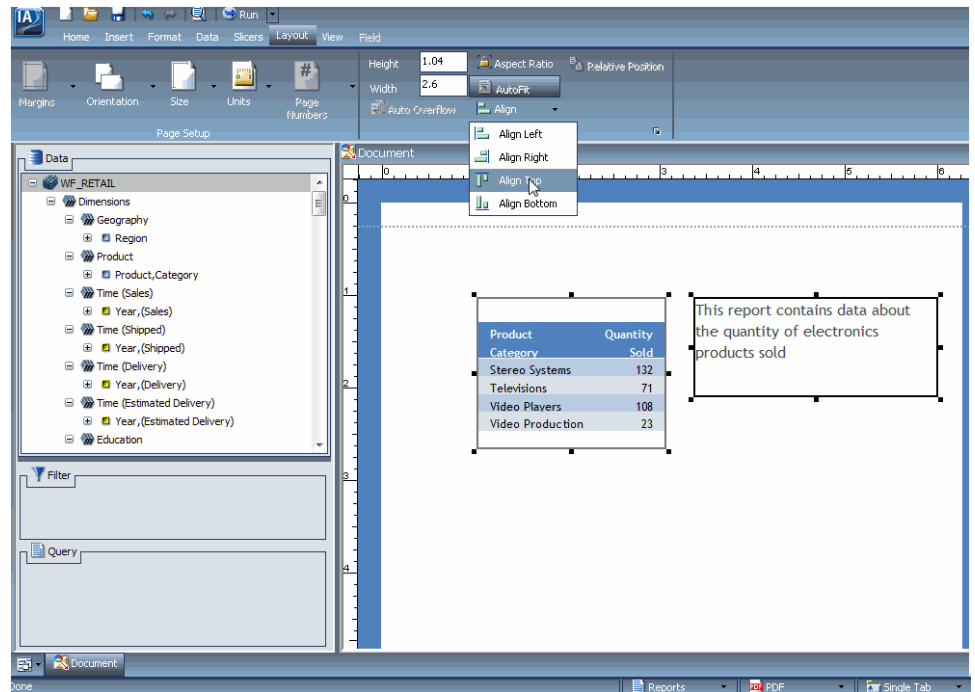 IA
Run
Home Insert Format Data Slicers Layout View Field
Margins
Orientation
Size
Units
Page
Numbers
Page Setup
Height 1.04
Width 2.6
Auto Overflow
Aspect Ratio
AutoFit
Align
Relative Position
Align Left
Align Right
Align Top
Align Bottom
Data
WF_RETAIL
Dimensions
Geography
Region
Product
Product,Category
Time (Sales)
Year,(Sales)
Time (Shipped)
Year,(Shipped)
Time (Delivery)
Year,(Delivery)
Time (Estimated Delivery)
Year,(Estimated Delivery)
Education
Filter
Query
Document
0 3 4 5 6
0
1
2
3
4
Product Quantity
Category Sold
Stereo Systems 132
Televisions 71
Video Players 108
Video Production 23
This report contains data about
the quantity of electronics
products sold
Document
Done
Reports PDF Single Tab